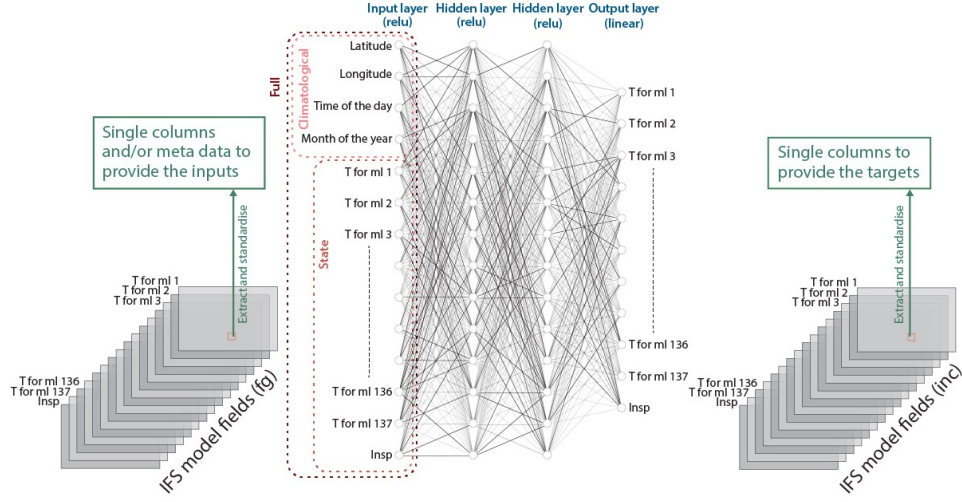 Input layer
(relu)
Hidden layer
(relu)
Hidden layer
(relu)
Output layer
(linear)
Full
Climatological
State
Latitude
Longitude
Time of the day
Month of the year
T for ml 1
T for ml 2
T for ml 3
T for ml 136
T for ml 137
lnsp
T for ml 1
T for ml 2
T for ml 3
T for ml 136
T for ml 137
lnsp
Single columns
and/or meta data to
provide the inputs
Extract and standardise
T for ml 1
T for ml 2
T for ml 3
T for ml 136
T for ml 137
lnsp
IFS model fields (fg)
Single columns to
provide the targets
Extract and standardise
T for ml 1
T for ml 2
T for ml 3
T for ml 136
T for ml 137
lnsp
IFS model fields (inc)